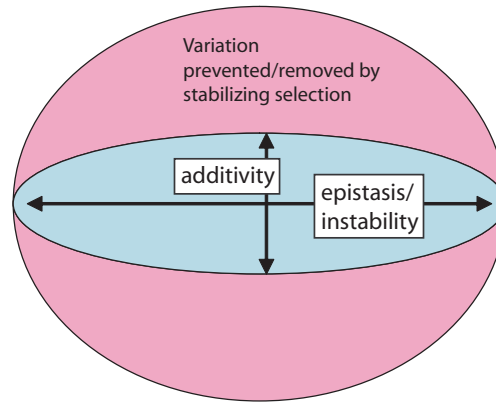 Variation
prevented/removed by
stabilizing selection
additivity
epistasis/
instability